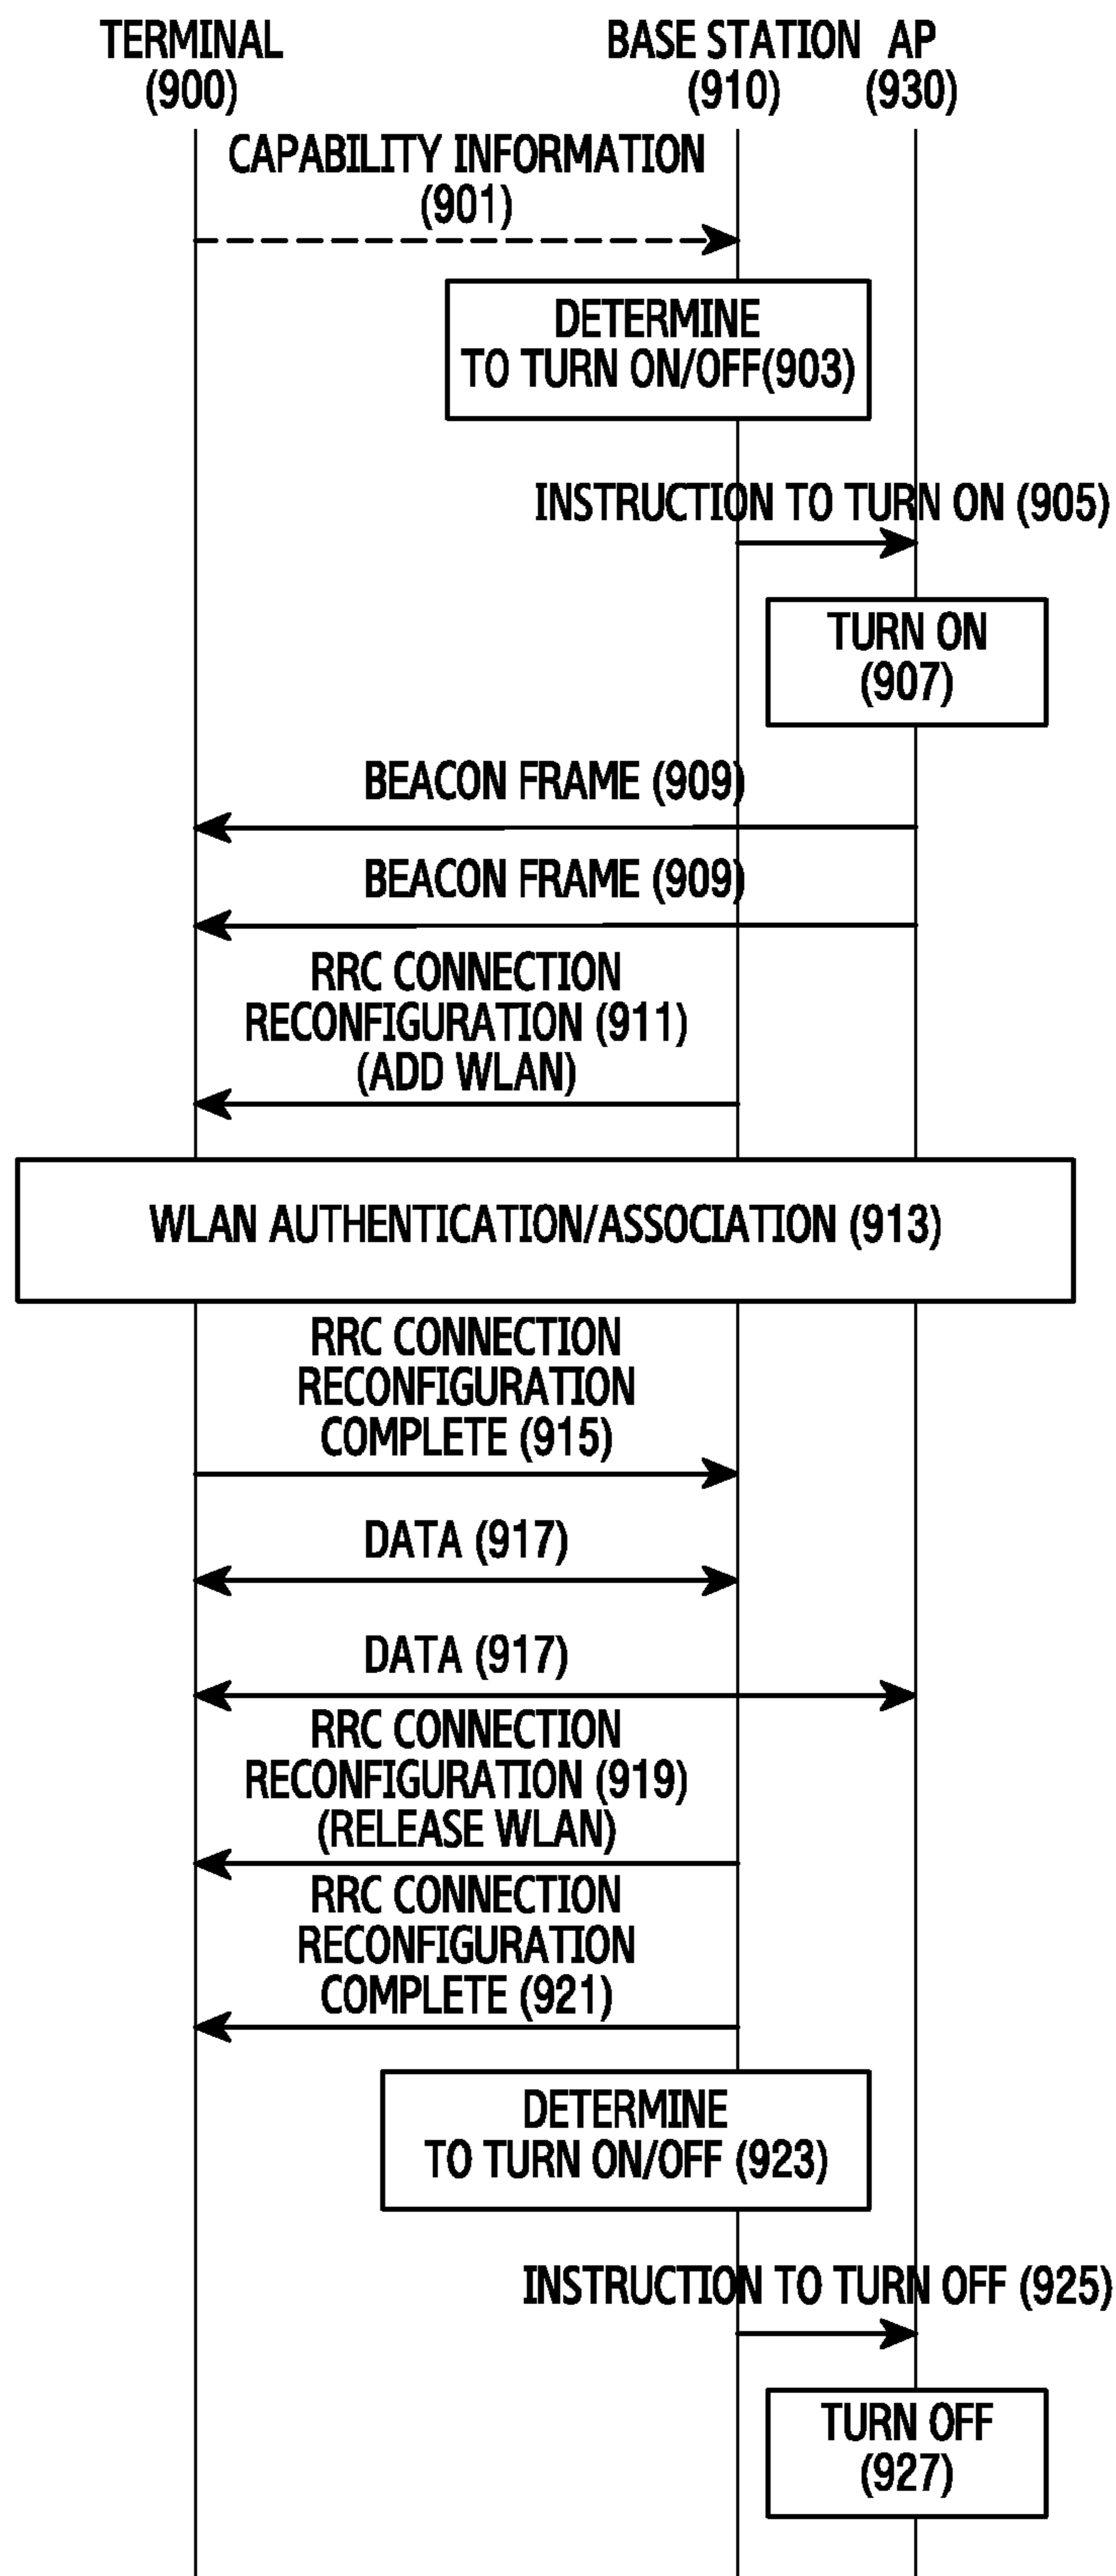 TERMINAL
(900)
BASE STATION
(910)
AP
(930)
CAPABILITY INFORMATION
(901)
DETERMINE
TO TURN ON/OFF(903)
INSTRUCTION TO TURN ON (905)
TURN ON
(907)
BEACON FRAME (909)
BEACON FRAME (909)
RRC CONNECTION
RECONFIGURATION (911)
(ADD WLAN)
WLAN AUTHENTICATION/ASSOCIATION (913)
RRC CONNECTION
RECONFIGURATION
COMPLETE (915)
DATA (917)
DATA (917)
RRC CONNECTION
RECONFIGURATION (919)
(RELEASE WLAN)
RRC CONNECTION
RECONFIGURATION
COMPLETE (921)
DETERMINE
TO TURN ON/OFF (923)
INSTRUCTION TO TURN OFF (925)
TURN OFF
(927)